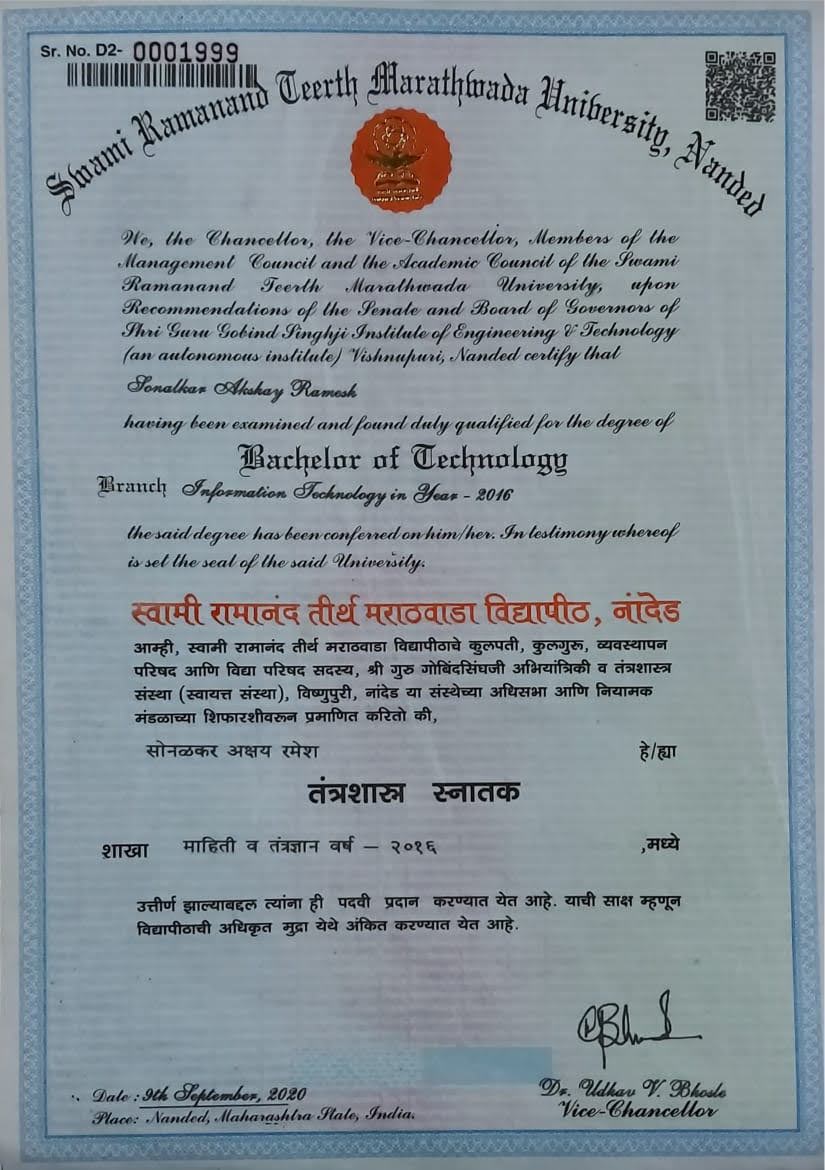 Sr. No. D2- 0001999
Swami Ramanand Teerth Marathwada University, Nanded
We, the Chancellor, the Vice-Chancellor, Members of the
Management Council and the Academic Council of the Swami
Ramanand Teerth Marathwada University, upon
Recommendations of the Senate and Board of Governors of
Shri Guru Gobind Singhji Institute of Engineering & Technology
(an autonomous institute) Vishnupuri, Nanded certify that
Sonalkar Akshay Ramesh
having been examined and found duly qualified for the degree of
Bachelor of Technology
Branch Information Technology in Year - 2016
the said degree has been conferred on him/her. In testimony whereof
is set the seal of the said University.
स्वामी रामानंद तीर्थ मराठवाडा विद्यापीठ, नांदेड
आम्ही, स्वामी रामानंद तीर्थ मराठवाडा विद्यापीठाचे कुलपती, कुलगुरू, व्यवस्थापन
परिषद आणि विद्या परिषद सदस्य, श्री गुरु गोबिंदसिंघजी अभियांत्रिकी व तंत्रशास्त्र
संस्था (स्वायत्त संस्था), विष्णुपुरी, नांदेड या संस्थेच्या अधिसभा आणि नियामक
मंडळाच्या शिफारशीवरून प्रमाणित करितो की,
सोनळकर अक्षय रमेश हे/ह्या
तंत्रशास्त्र स्नातक
शाखा माहिती व तंत्रज्ञान वर्ष – २०१६ ,मध्ये
उत्तीर्ण झाल्याबद्दल त्यांना ही पदवी प्रदान करण्यात येत आहे. याची साक्ष म्हणून
विद्यापीठाची अधिकृत मुद्रा येथे अंकित करण्यात येत आहे.
Date : 9th September, 2020
Place: Nanded, Maharashtra State, India.
Dr. Udhav V. Bhosle
Vice-Chancellor